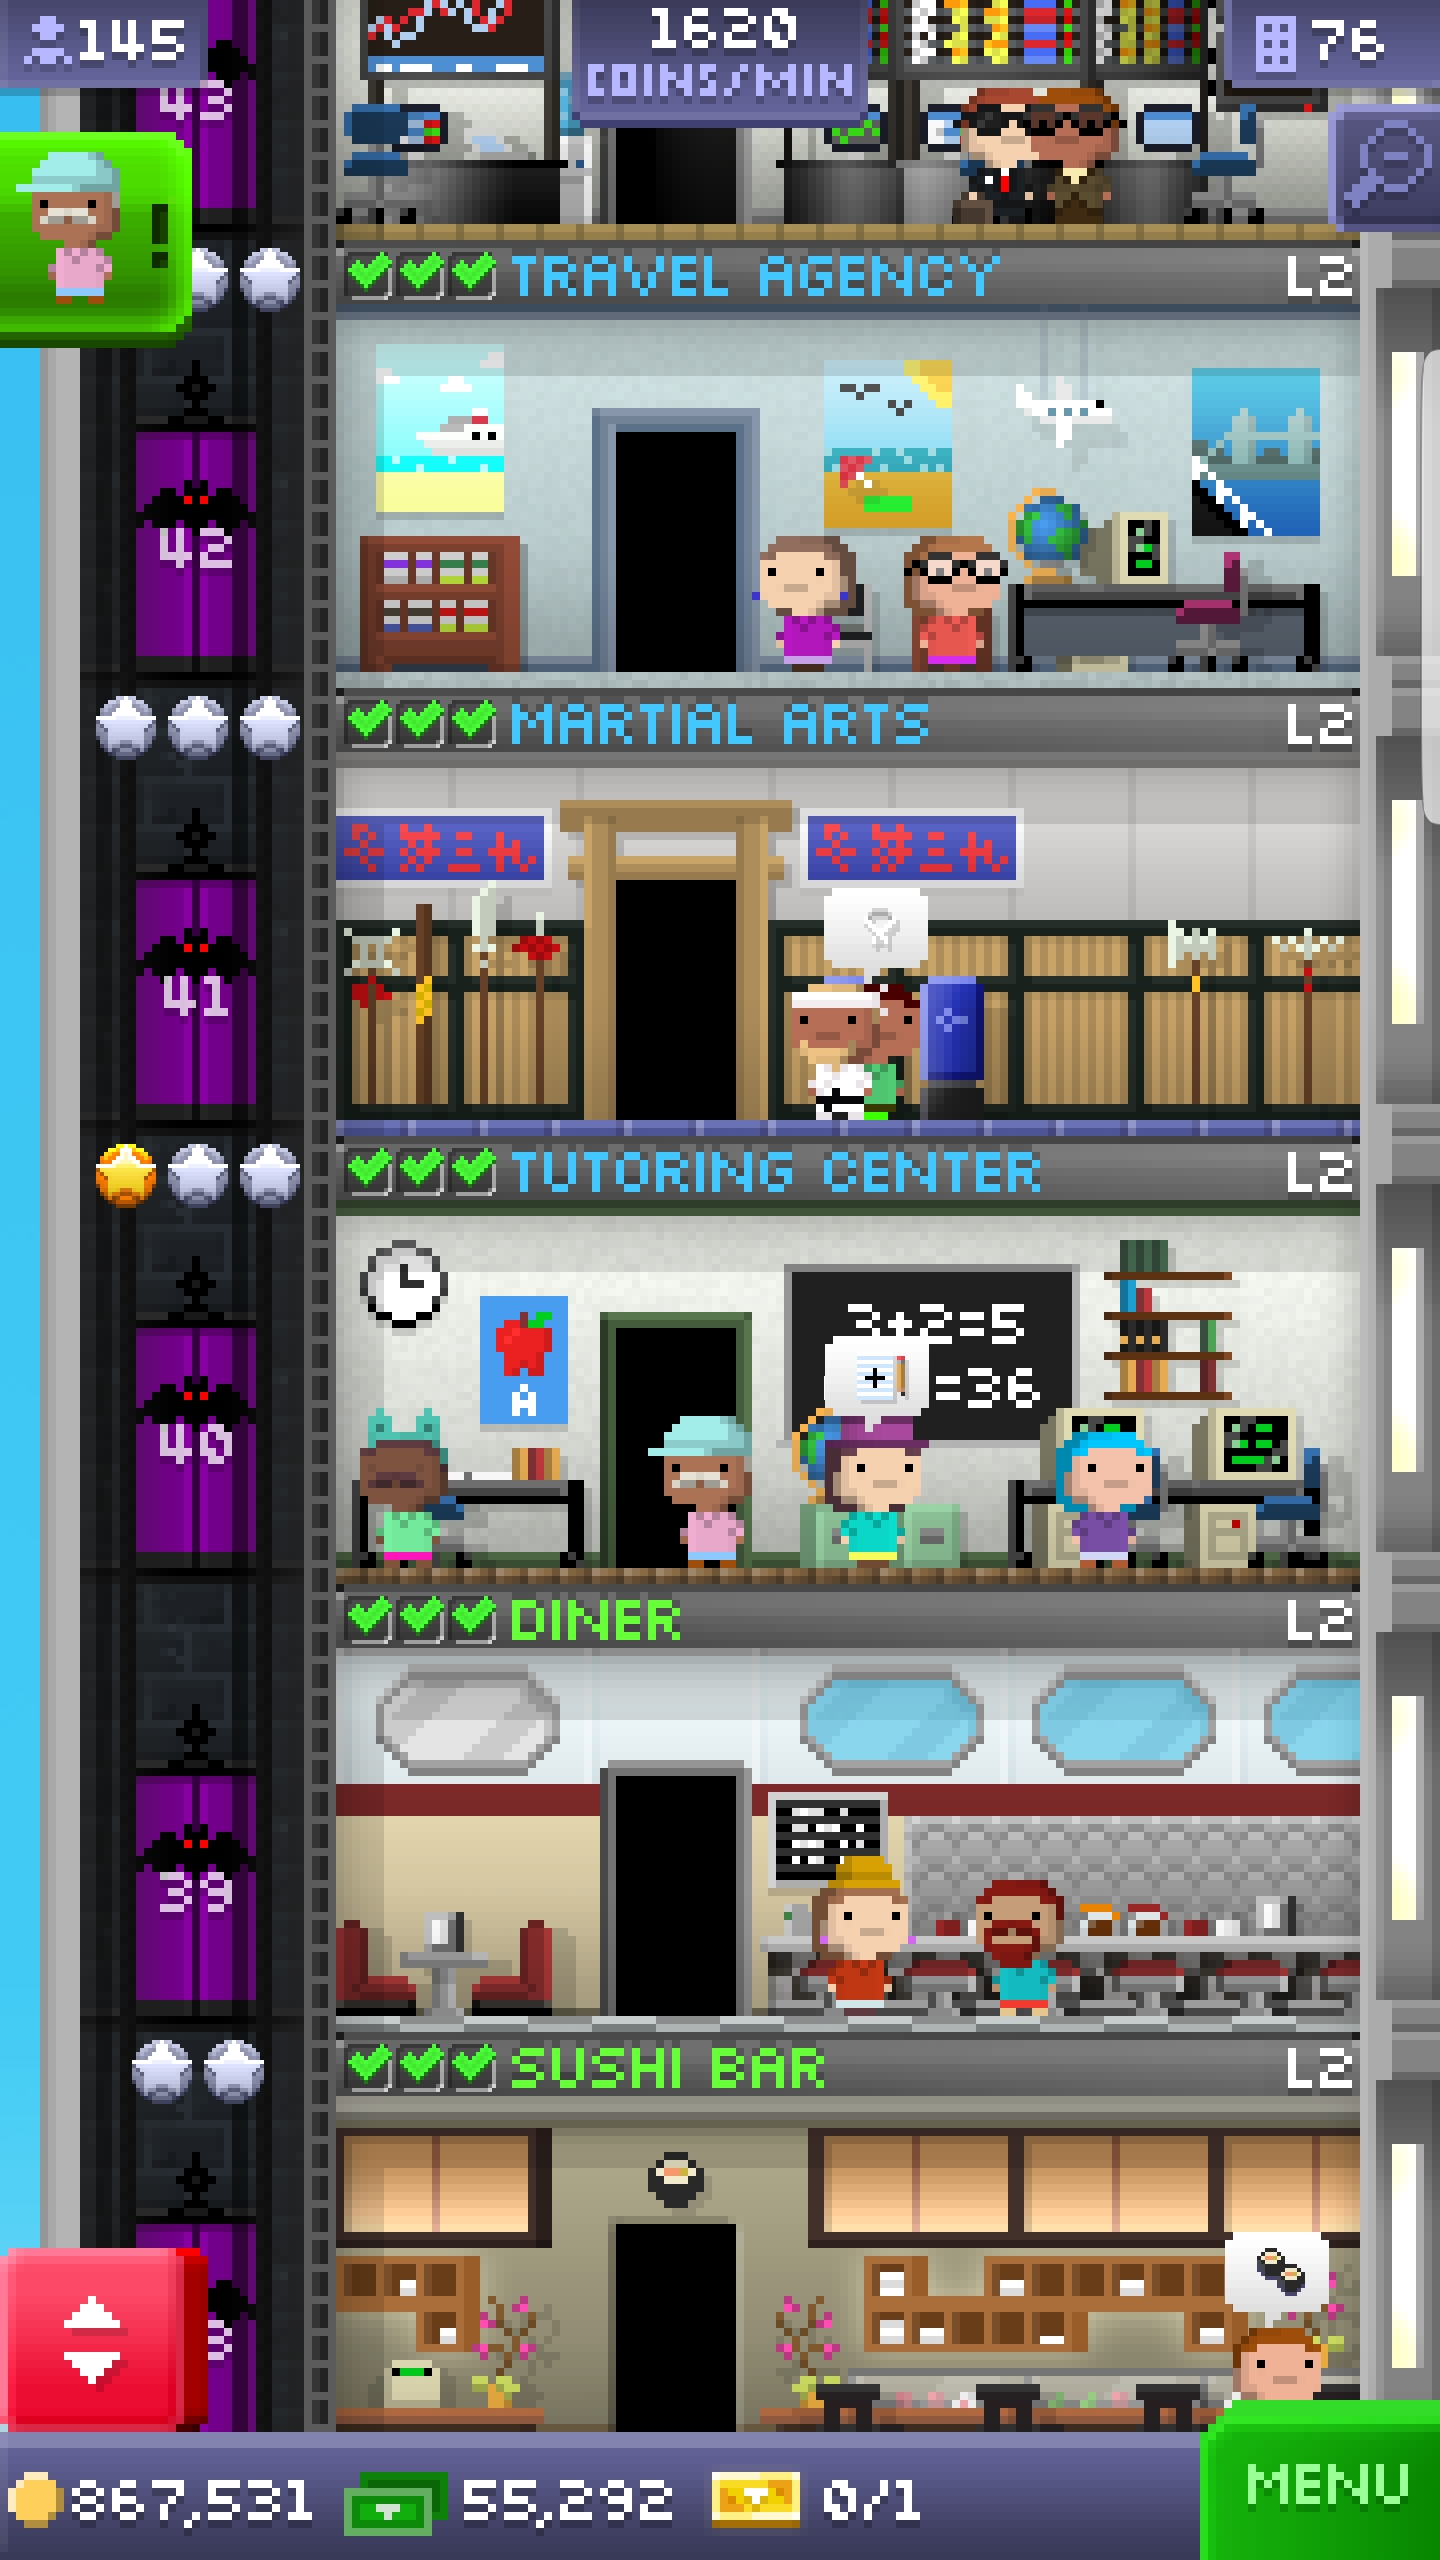 145
1620
COINS/MIN
76
43
TRAVEL AGENCY
L2
42
MARTIAL ARTS
L2
41
TUTORING CENTER
L2
3+2=5
=36
A
40
DINER
L2
39
SUSHI BAR
L2
867,531
55,292
0/1
MENU